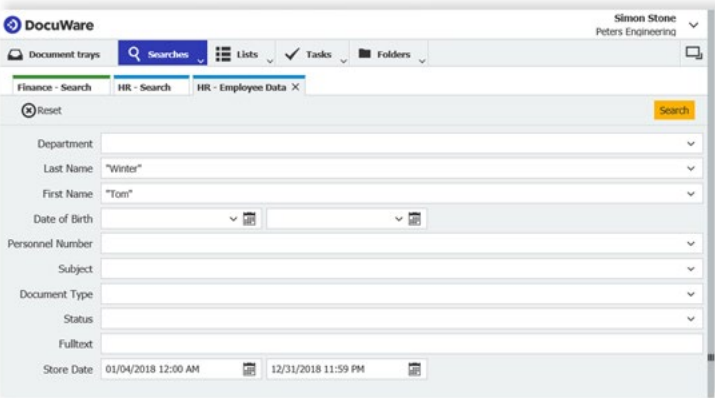 DocuWare
Simon Stone
Peters Engineering
Document trays Searches Lists Tasks Folders
Finance - Search HR - Search HR - Employee Data
Reset Search
Department
Last Name "Winter"
First Name "Tom"
Date of Birth
Personnel Number
Subject
Document Type
Status
Fulltext
Store Date 01/04/2018 12:00 AM 12/31/2018 11:59 PM